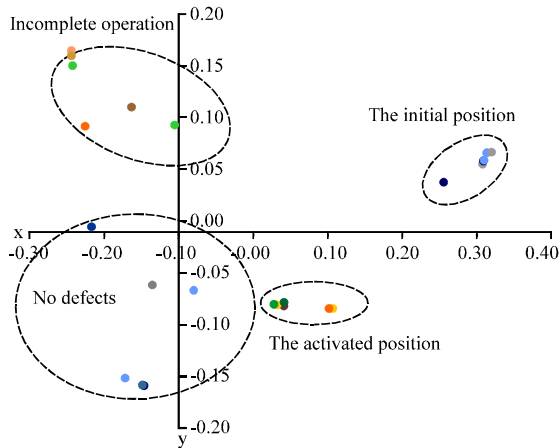 Incomplete operation
0.20
0.15
0.10
0.05
0.00
The initial position
x
-0.30 -0.20 -0.10 -0.00 0.10 0.20 0.30 0.40
-0.05
No defects
-0.10
The activated position
-0.15
-0.20
y